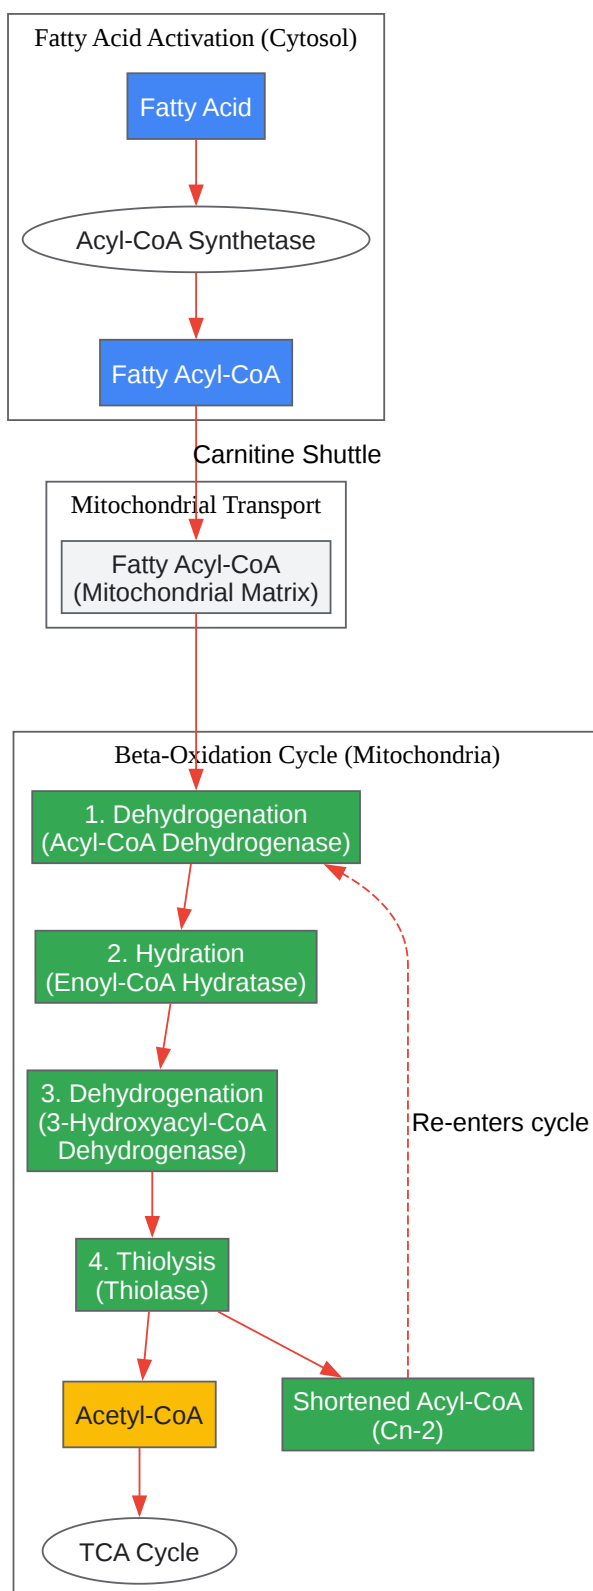 Fatty Acid Activation (Cytosol)
Fatty Acid
Acyl-CoA Synthetase
Fatty Acyl-CoA
Carnitine Shuttle
Mitochondrial Transport
Fatty Acyl-CoA
(Mitochondrial Matrix)
Beta-Oxidation Cycle (Mitochondria)
1. Dehydrogenation
(Acyl-CoA Dehydrogenase)
2. Hydration
(Enoyl-CoA Hydratase)
3. Dehydrogenation
(3-Hydroxyacyl-CoA
Dehydrogenase)
Re-enters cycle
4. Thiolysis
(Thiolase)
Acetyl-CoA
Shortened Acyl-CoA
(Cn-2)
TCA Cycle